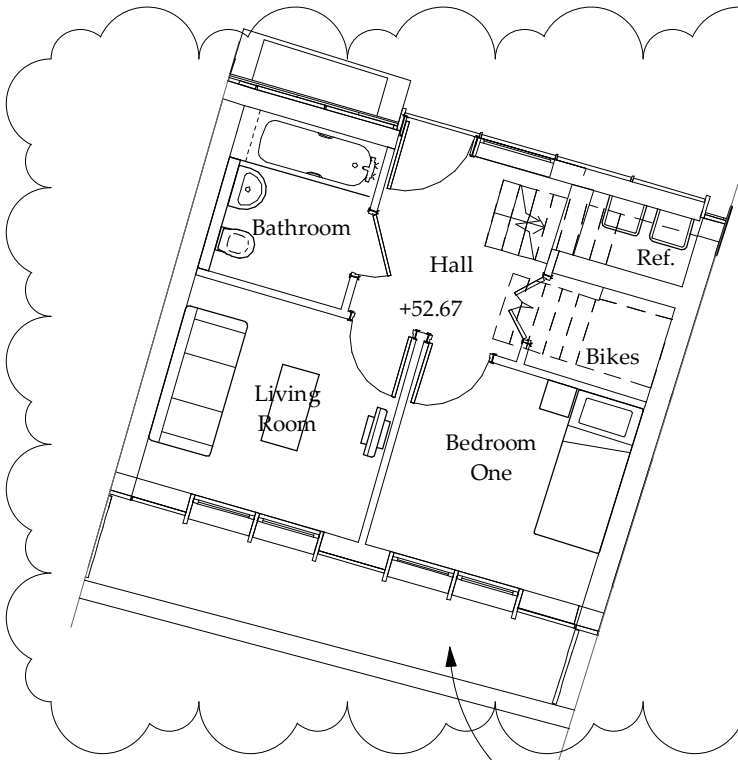 Bathroom
Ref.
Hall
+52.67
Bikes
Living
Room
Bedroom
One